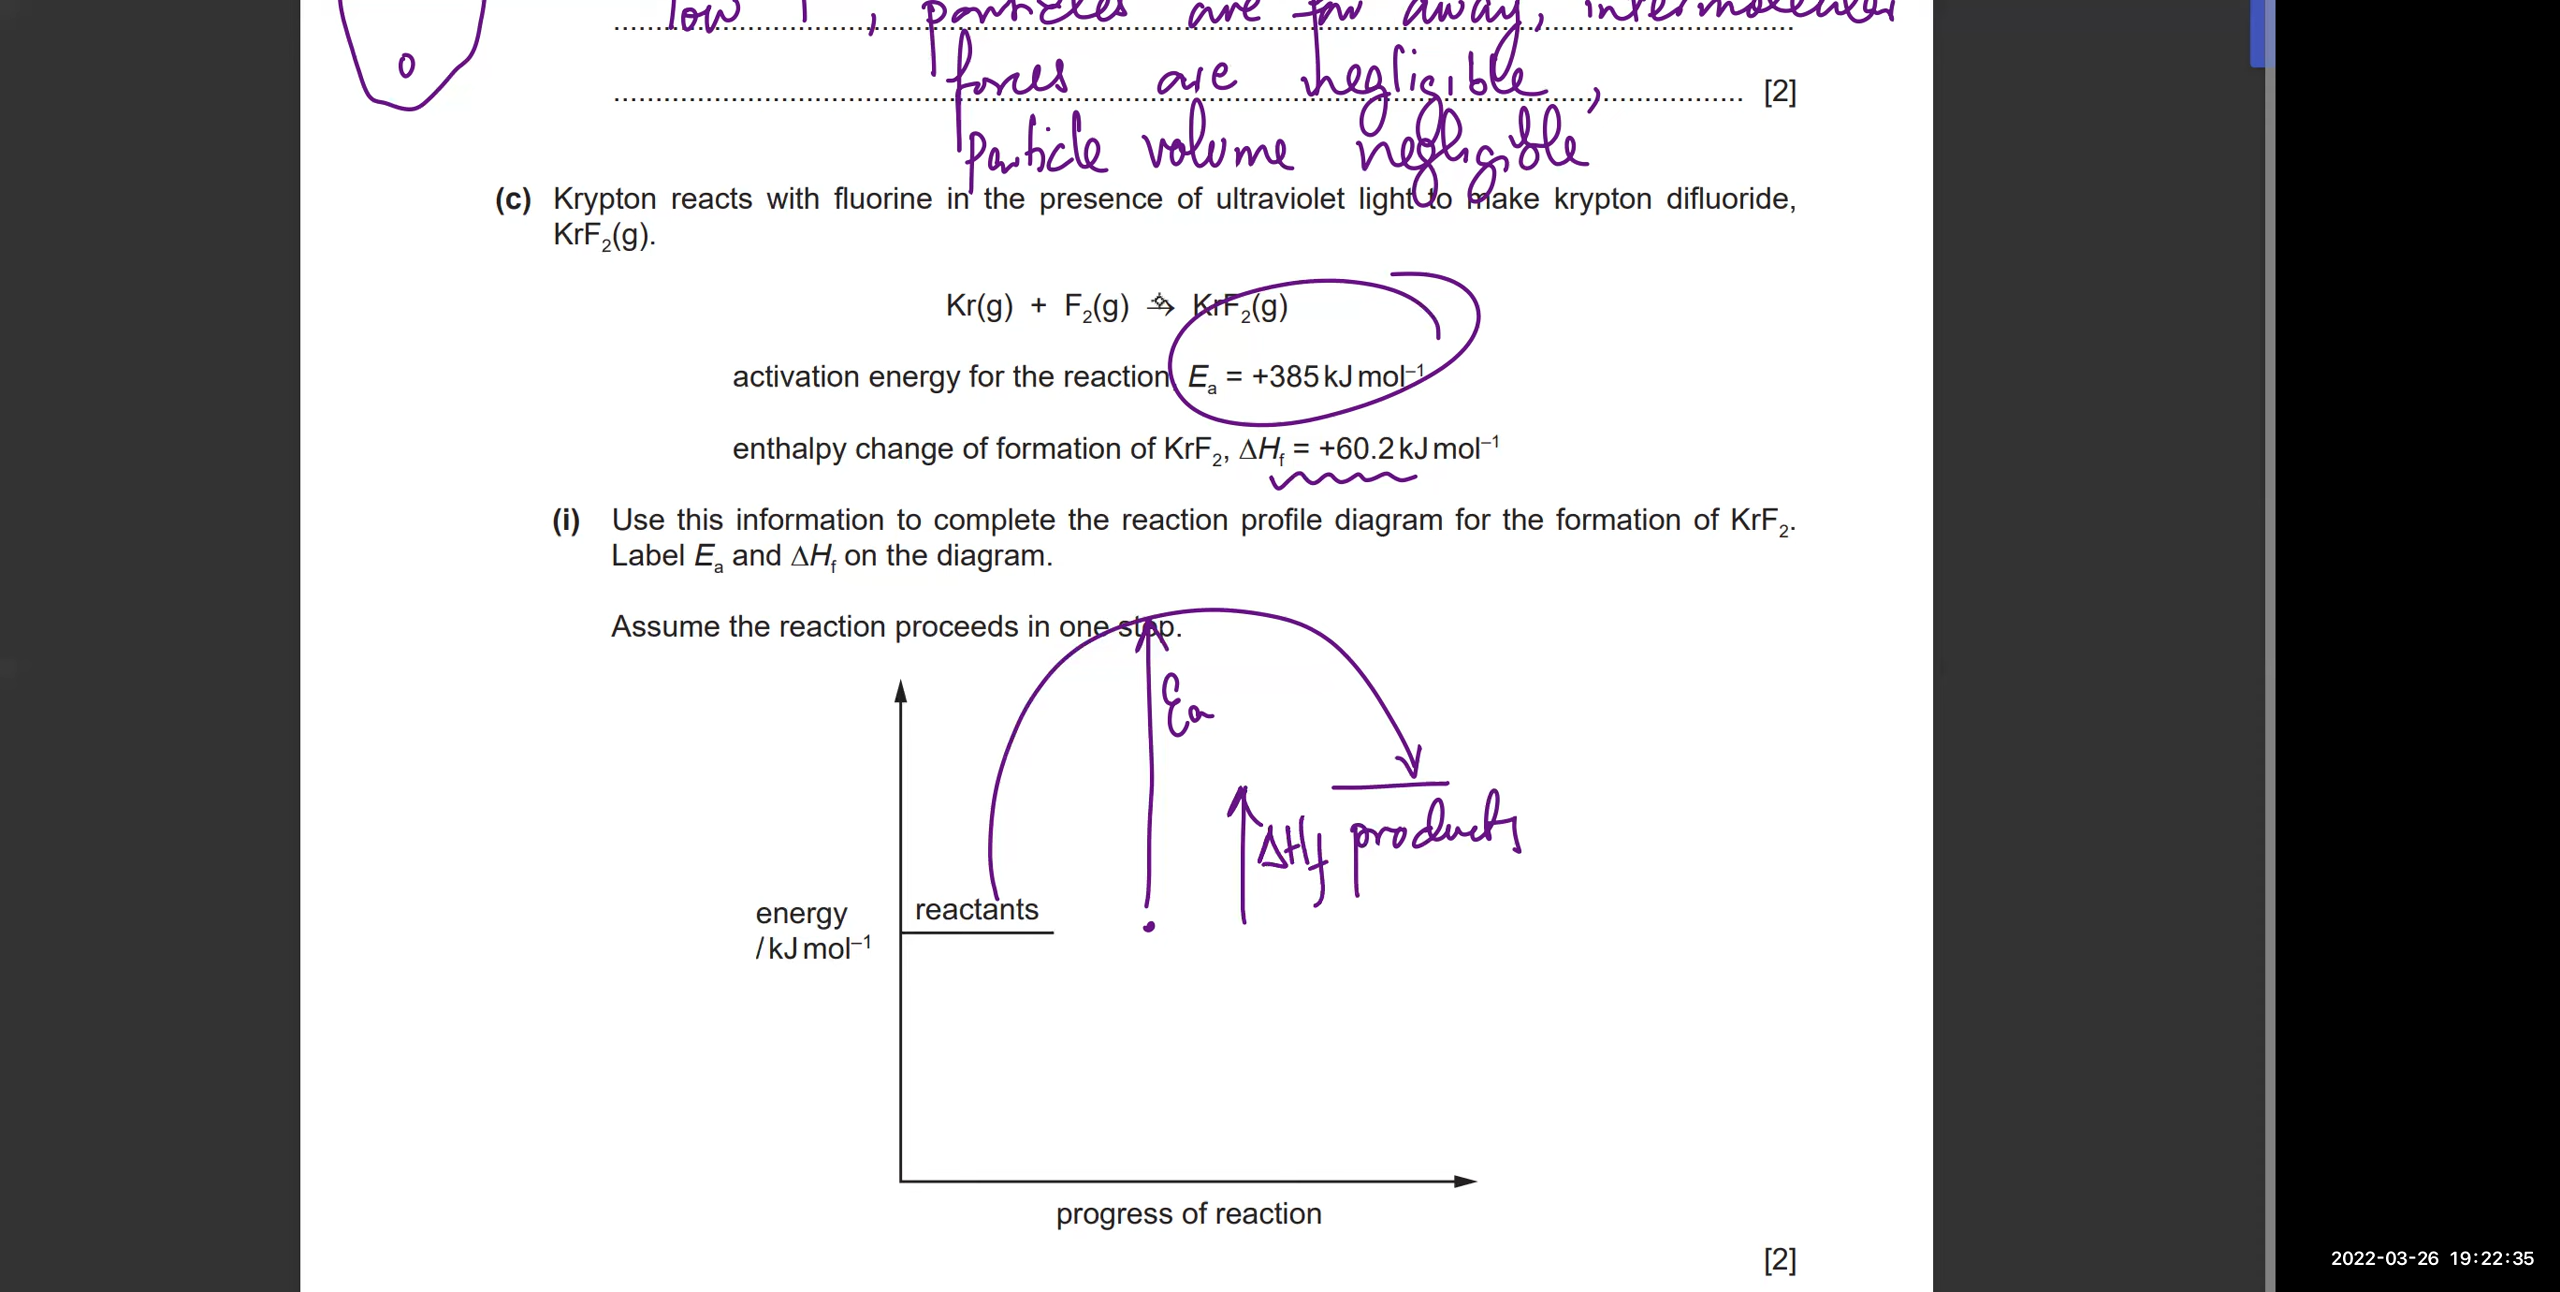 low P, particles are far away, intermolecular
forces are negligible,
[2]
Particle volume negligible
O
(c) Krypton reacts with fluorine in the presence of ultraviolet light to make krypton difluoride,
KrF₂(g).
Kr(g) + F₂(g) → KrF₂(g)
activation energy for the reaction, Eₐ = +385 kJ mol⁻¹
enthalpy change of formation of KrF₂, ΔH_f = +60.2 kJ mol⁻¹
(i) Use this information to complete the reaction profile diagram for the formation of KrF₂.
Label Eₐ and ΔH_f on the diagram.
Assume the reaction proceeds in one step.
Ea
ΔHf products
reactants
energy
/ kJ mol⁻¹
progress of reaction
[2]
2022-03-26 19:22:35